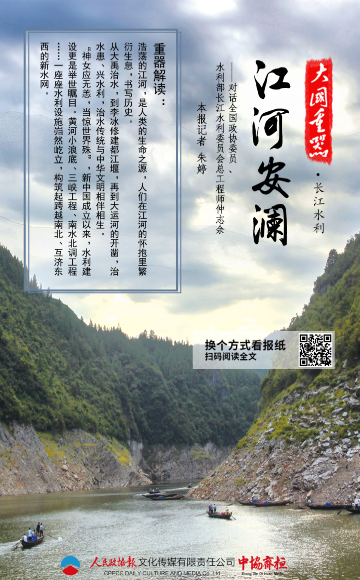 大国重器
·长江水利
江河安澜
——对话全国政协委员、
水利部长江水利委员会总工程师仲志余
本报记者 朱婷
重器解读：
浩荡的江河，是人类的生命之源，人们在江河的怀抱里繁
衍生息，书写历史。
从大禹治水，到李冰修建都江堰，再到大运河的开凿，治
水患、兴水利，治水传统与中华文明相伴相生。
“神女应无恙，当惊世界殊。”新中国成立以来，水利建
设更是举世瞩目。黄河小浪底、三峡工程、南水北调工程
……一座座水利设施岿然屹立，构筑起跨越南北、互济东
西的新水网。
换个方式看报纸
扫码阅读全文
人民政协报 文化传媒有限责任公司
CPPCC DAILY CULTURE AND MEDIA Co.,LTD